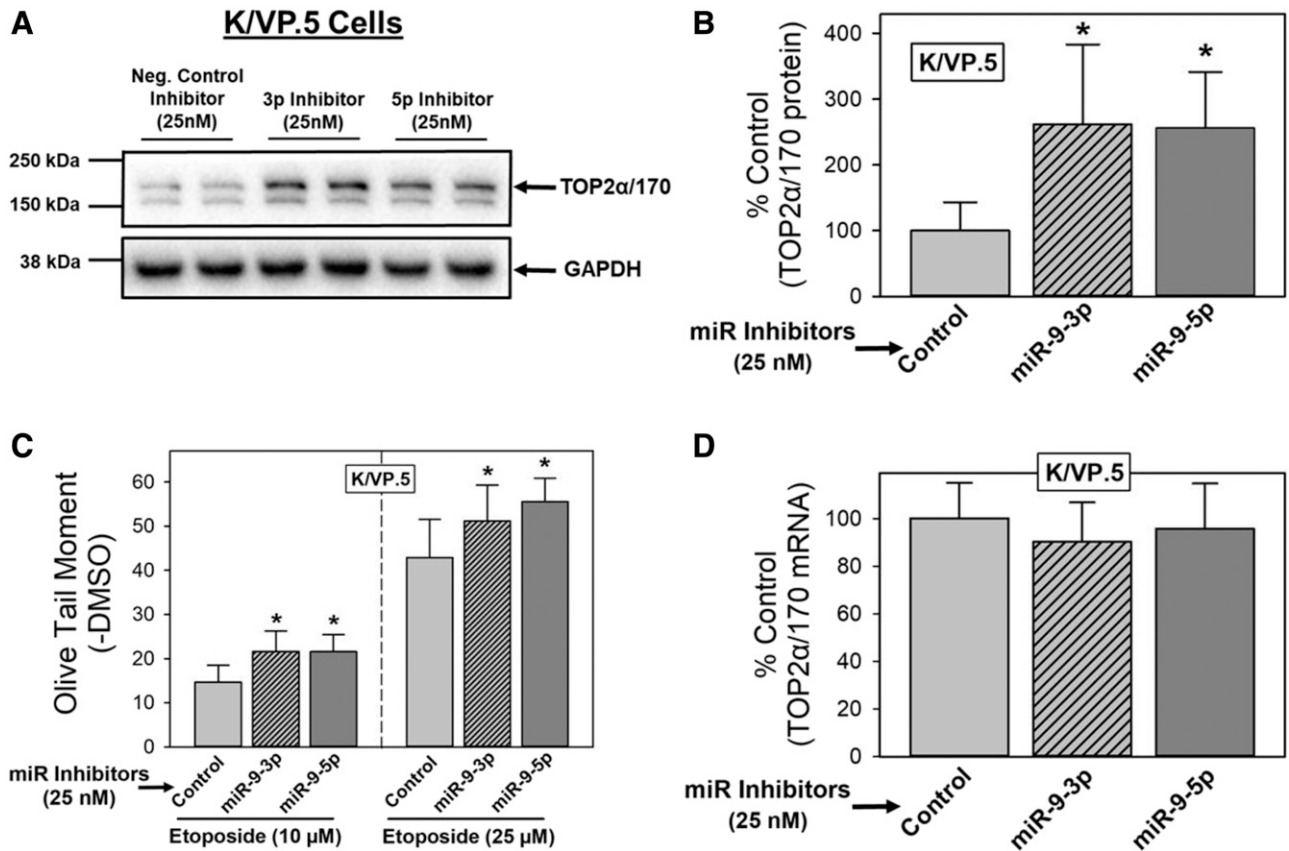 A
K/VP.5 Cells
Neg. Control
Inhibitor
(25nM)
3p Inhibitor
(25nM)
5p Inhibitor
(25nM)
250 kDa
150 kDa
38 kDa
TOP2α/170
GAPDH
B
% Control
(TOP2α/170 protein)
400
300
200
100
0
K/VP.5
*
*
miR Inhibitors
(25 nM)
Control
miR-9-3p
miR-9-5p
C
Olive Tail Moment
(-DMSO)
60
50
40
30
20
10
0
K/VP.5
*
*
*
*
miR Inhibitors
(25 nM)
Control
miR-9-3p
miR-9-5p
Control
miR-9-3p
miR-9-5p
Etoposide (10 µM)
Etoposide (25 µM)
D
% Control
(TOP2α/170 mRNA)
100
80
60
40
20
0
K/VP.5
miR Inhibitors
(25 nM)
Control
miR-9-3p
miR-9-5p